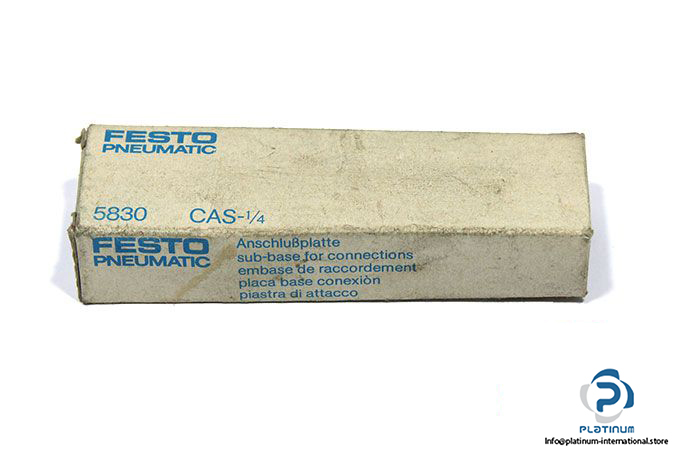 FESTO
PNEUMATIC
5830 CAS-1/4
FESTO
PNEUMATIC
Anschlußplatte
sub-base for connections
embase de raccordement
placa base conexiòn
piastra di attacco
PLATINUM
Info@platinum-international.store